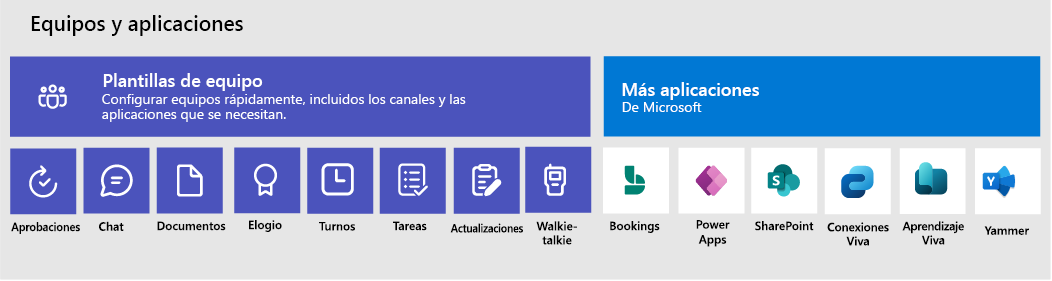 Equipos y aplicaciones
Plantillas de equipo
Configurar equipos rápidamente, incluidos los canales y las
aplicaciones que se necesitan.
Más aplicaciones
De Microsoft
Aprobaciones
Chat
Documentos
Elogio
Turnos
Tareas
Actualizaciones
Walkie-
talkie
Bookings
Power
Apps
S
SharePoint
Conexiones
Viva
Aprendizaje
Viva
Y
Yammer